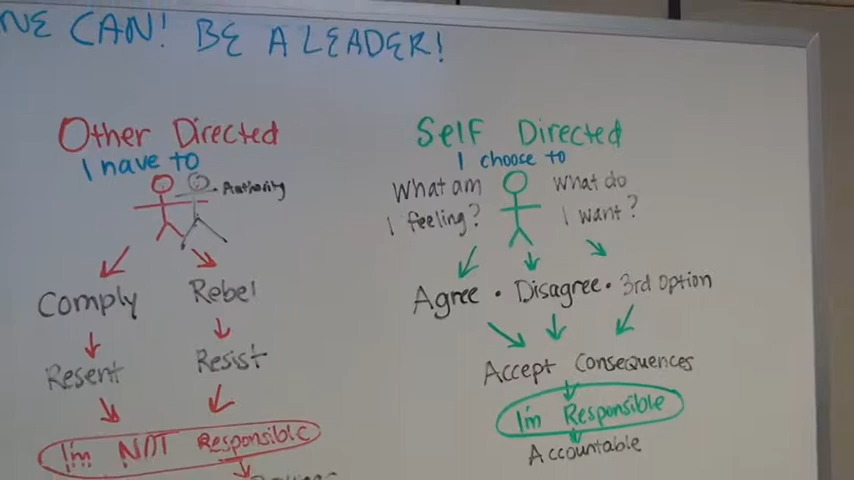 CAN! BE A LEADER!
Other Directed
I have to
Authority
Comply
Rebel
Resent
Resist
I'm NOT Responsible
Self Directed
I choose to
What am
I feeling?
What do
I want?
Agree • Disagree • 3rd Option
Accept Consequences
I'm Responsible
Accountable